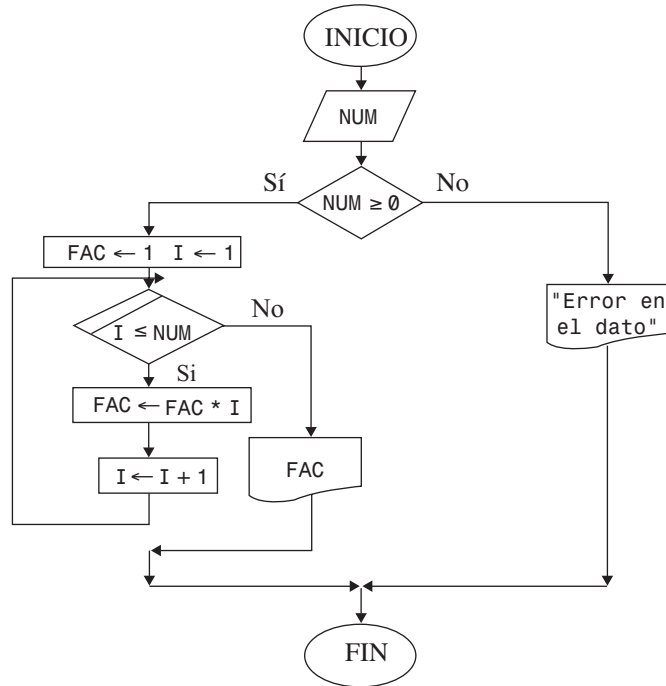 INICIO
NUM
Sí
No
NUM ≥ 0
FAC ← 1 I ← 1
"Error en
el dato"
I ≤ NUM
No
Si
FAC ← FAC * I
I ← I + 1
FAC
FIN